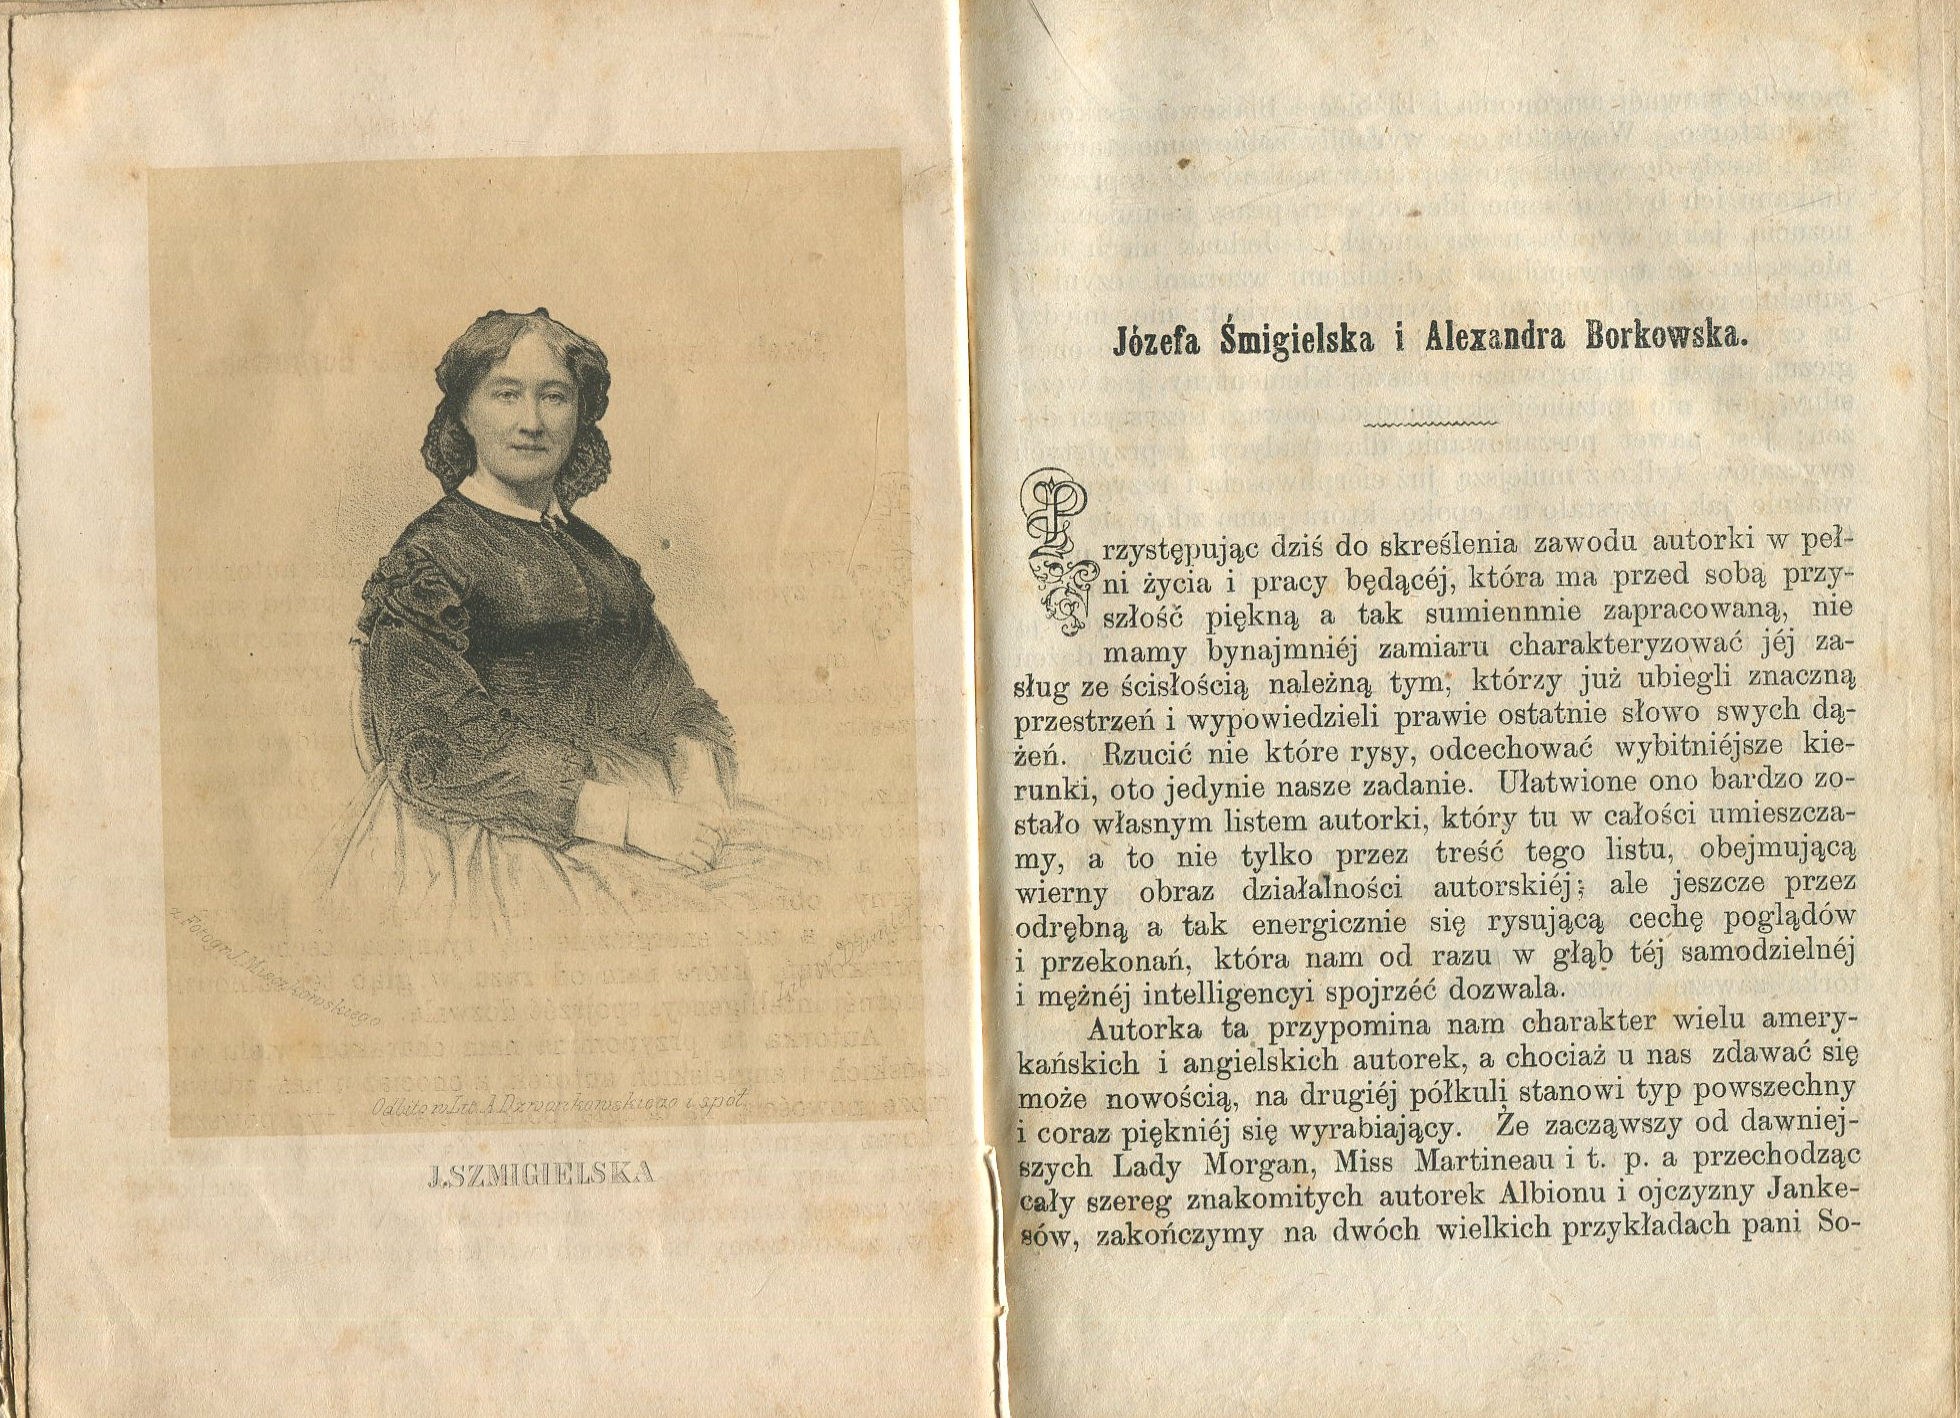 z Fotogr. J. Mieczkowskiego
Odbito w Lit. A Dzwonkowskiego i społ.
J. SZMIGIELSKA
Józefa Śmigielska i Alexandra Borkowska.
Przystępując dziś do skreślenia zawodu autorki w peł-
ni życia i pracy będącéj, która ma przed sobą przy-
szłość piękną a tak sumiennnie zapracowaną, nie
mamy bynajmniéj zamiaru charakteryzować jéj za-
sług ze ścisłością należną tym, którzy już ubiegli znaczną
przestrzeń i wypowiedzieli prawie ostatnie słowo swych dą-
żeń. Rzucić nie które rysy, odcechować wybitniéjsze kie-
runki, oto jedynie nasze zadanie. Ułatwione ono bardzo zo-
stało własnym listem autorki, który tu w całości umieszcza-
my, a to nie tylko przez treść tego listu, obejmującą
wierny obraz działalności autorskiéj; ale jeszcze przez
odrębną a tak energicznie się rysującą cechę poglądów
i przekonań, która nam od razu w głąb téj samodzielnéj
i mężnéj intelligencyi spojrzéć dozwala.
Autorka ta przypomina nam charakter wielu amery-
kańskich i angielskich autorek, a chociaż u nas zdawać się
może nowością, na drugiéj półkuli stanowi typ powszechny
i coraz piękniéj się wyrabiający. Że zacząwszy od dawniej-
szych Lady Morgan, Miss Martineau i t. p. a przechodząc
cały szereg znakomitych autorek Albionu i ojczyzny Janke-
sów, zakończymy na dwóch wielkich przykładach pani So-